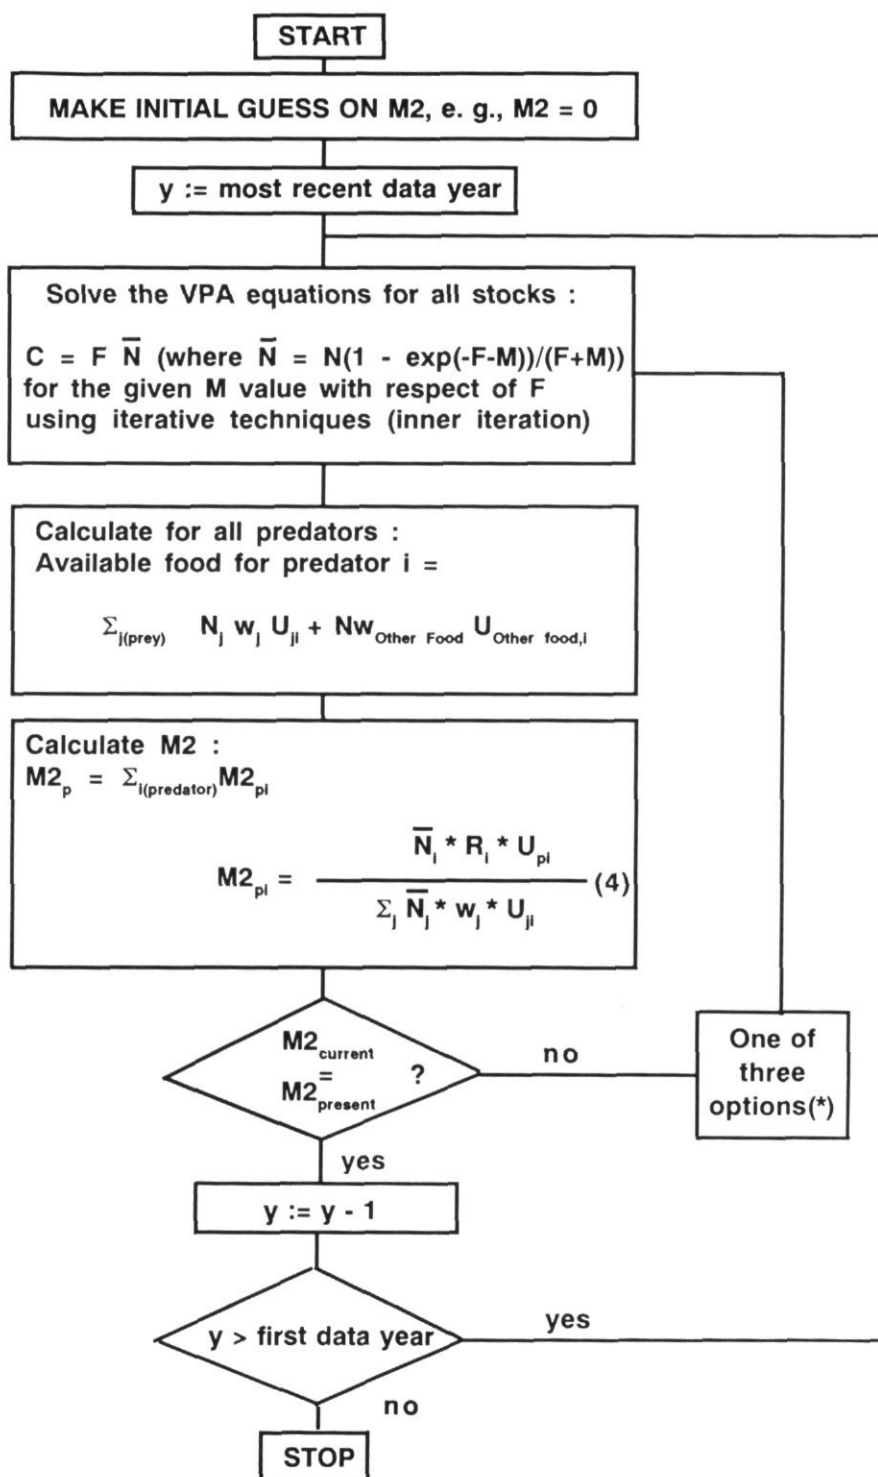 START
MAKE INITIAL GUESS ON M2, e. g., M2 = 0
y := most recent data year
Solve the VPA equations for all stocks :
C = F N̄ (where N̄ = N(1 - exp(-F-M))/(F+M))
for the given M value with respect of F
using iterative techniques (inner iteration)
Calculate for all predators :
Available food for predator i =
Σj(prey) Nj wj Uji + NwOther Food UOther food,i
Calculate M2 :
M2p = Σi(predator)M2pi
N̄i * Ri * Upi
M2pi = (4)
Σj N̄j * wj * Uji
M2current
= ?
M2present
no
One of
three
options(*)
yes
y := y - 1
y > first data year
yes
no
STOP